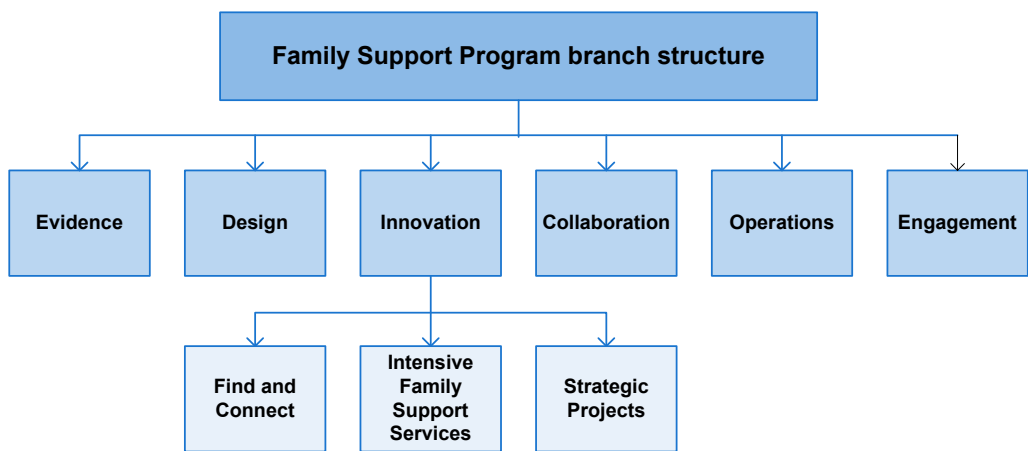 Family Support Program branch structure
Evidence
Design
Innovation
Collaboration
Operations
Engagement
Find and
Connect
Intensive
Family
Support
Services
Strategic
Projects